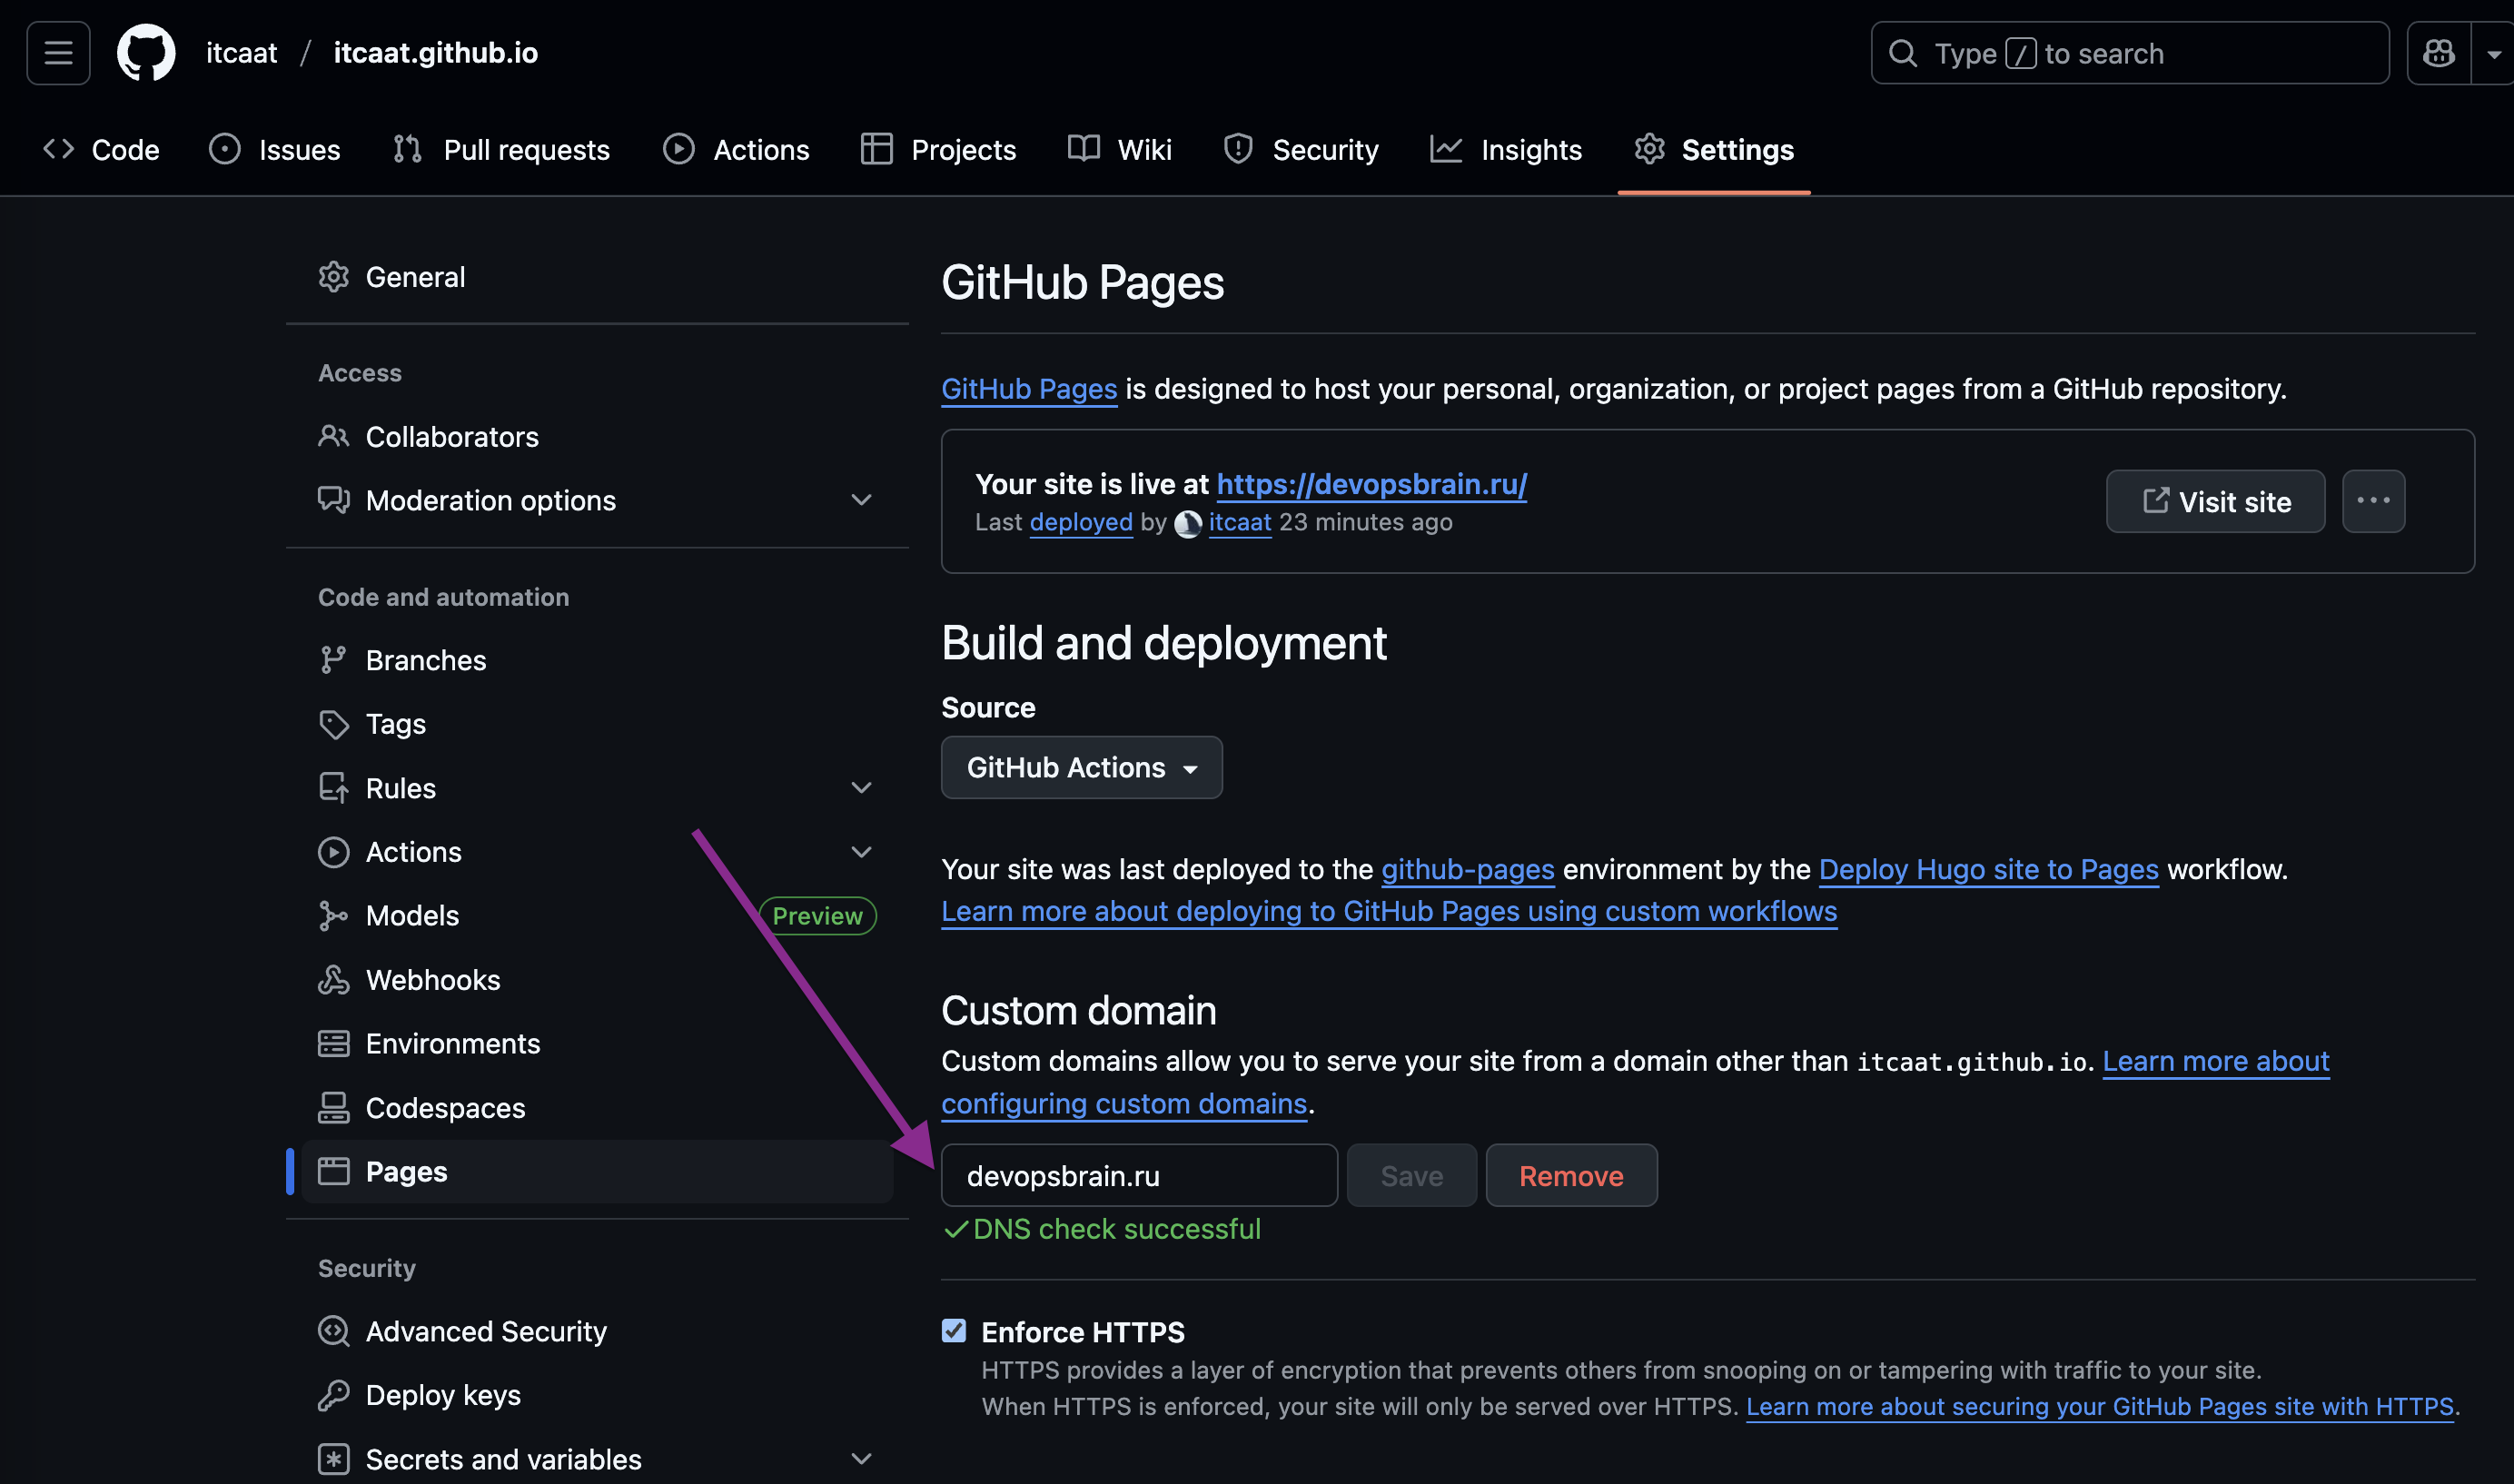 itcaat / itcaat.github.io
Type / to search
Code
Issues
Pull requests
Actions
Projects
Wiki
Security
Insights
Settings
General
Access
Collaborators
Moderation options
Code and automation
Branches
Tags
Rules
Actions
Models
Preview
Webhooks
Environments
Codespaces
Pages
Security
Advanced Security
Deploy keys
Secrets and variables
GitHub Pages
GitHub Pages is designed to host your personal, organization, or project pages from a GitHub repository.
Your site is live at https://devopsbrain.ru/
Last deployed by itcaat 23 minutes ago
Visit site
Build and deployment
Source
GitHub Actions
Your site was last deployed to the github-pages environment by the Deploy Hugo site to Pages workflow.
Learn more about deploying to GitHub Pages using custom workflows
Custom domain
Custom domains allow you to serve your site from a domain other than itcaat.github.io. Learn more about
configuring custom domains.
devopsbrain.ru
Save
Remove
DNS check successful
Enforce HTTPS
HTTPS provides a layer of encryption that prevents others from snooping on or tampering with traffic to your site.
When HTTPS is enforced, your site will only be served over HTTPS. Learn more about securing your GitHub Pages site with HTTPS.